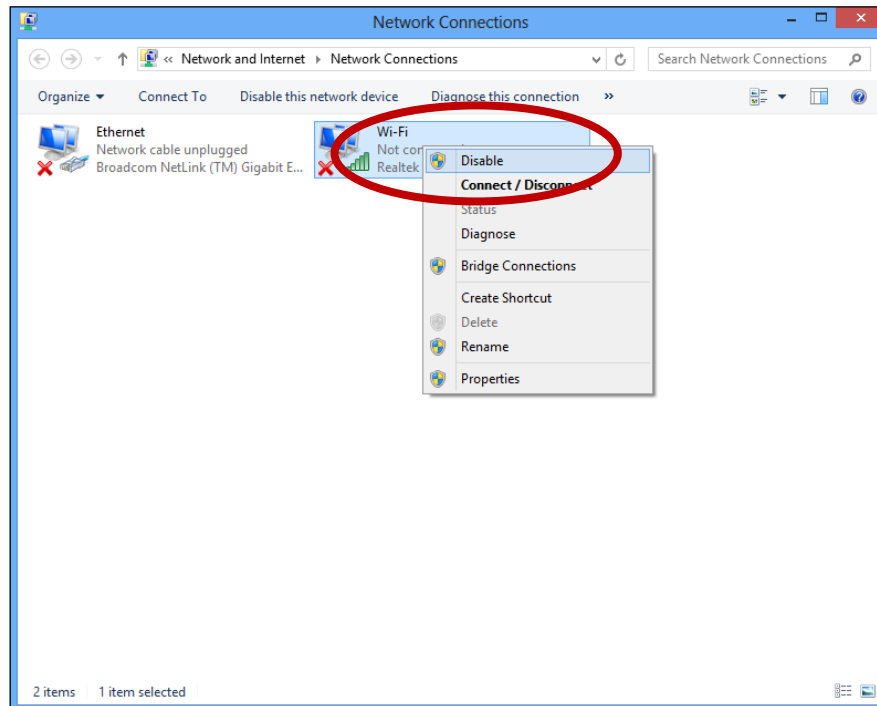 Network Connections
« Network and Internet ▸ Network Connections
Search Network Connections
Organize ▾ Connect To Disable this network device Diagnose this connection »
Ethernet
Network cable unplugged
Broadcom NetLink (TM) Gigabit E...
Wi-Fi
Not
Realtek
Disable
Connect / Disconnect
Status
Diagnose
Bridge Connections
Create Shortcut
Delete
Rename
Properties
2 items 1 item selected